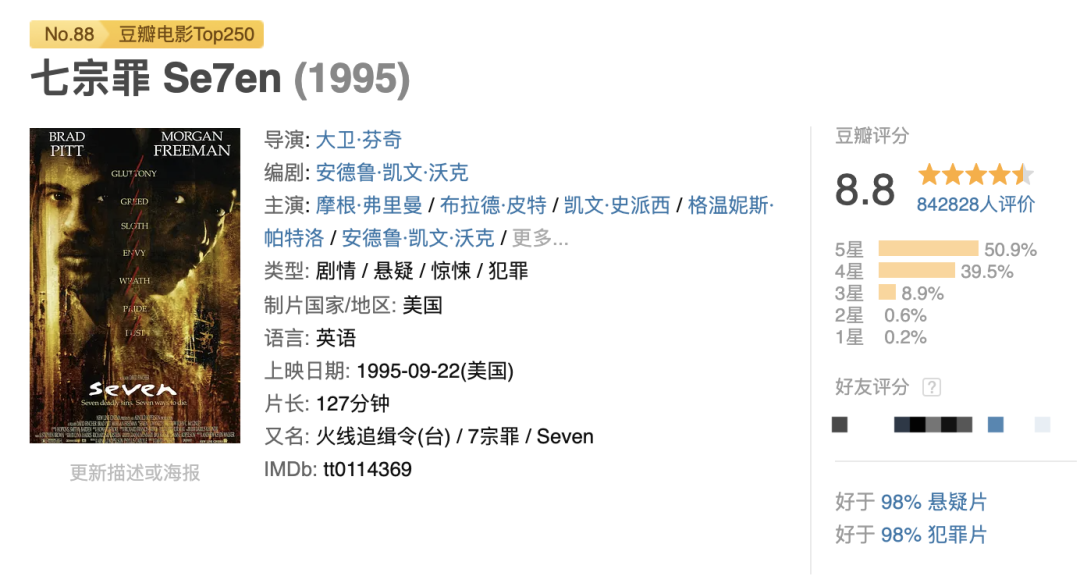 No.88 豆瓣电影Top250
七宗罪 Se7en (1995)
BRAD PITT
MORGAN FREEMAN
GLUTTONY
GREED
SLOTH
ENVY
WRATH
PRIDE
LUST
seven
Seven deadly sins. Seven ways to die.
更新描述或海报
导演: 大卫·芬奇
编剧: 安德鲁·凯文·沃克
主演: 摩根·弗里曼 / 布拉德·皮特 / 凯文·史派西 / 格温妮斯·
帕特洛 / 安德鲁·凯文·沃克 / 更多...
类型: 剧情 / 悬疑 / 惊悚 / 犯罪
制片国家/地区: 美国
语言: 英语
上映日期: 1995-09-22(美国)
片长: 127分钟
又名: 火线追缉令(台) / 7宗罪 / Seven
IMDb: tt0114369
豆瓣评分
8.8
842828人评价
5星 50.9%
4星 39.5%
3星 8.9%
2星 0.6%
1星 0.2%
好友评分 ?
好于 98% 悬疑片
好于 98% 犯罪片